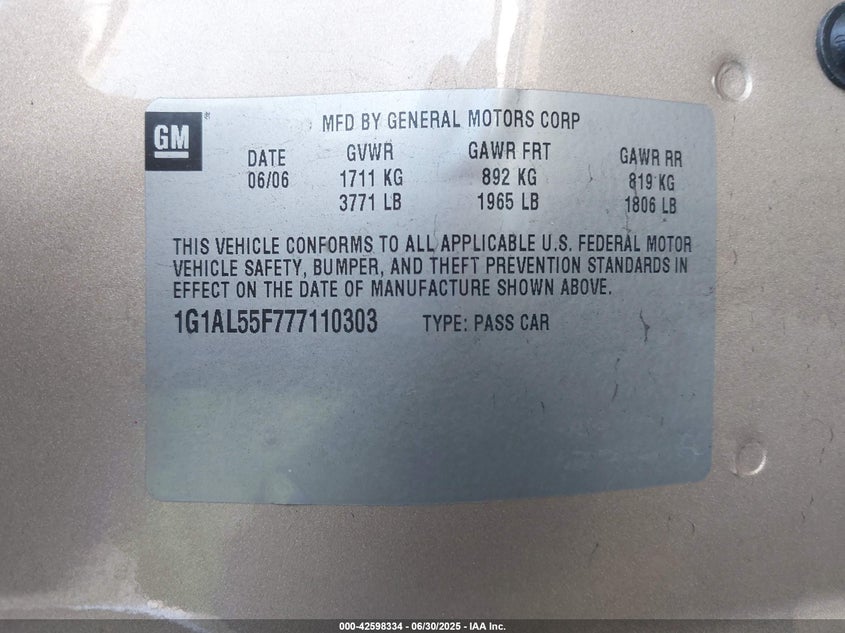 GM
MFD BY GENERAL MOTORS CORP
DATE GVWR GAWR FRT GAWR RR
06/06 1711 KG 892 KG 819 KG
3771 LB 1965 LB 1806 LB
THIS VEHICLE CONFORMS TO ALL APPLICABLE U.S. FEDERAL MOTOR
VEHICLE SAFETY, BUMPER, AND THEFT PREVENTION STANDARDS IN
EFFECT ON THE DATE OF MANUFACTURE SHOWN ABOVE.
1G1AL55F777110303 TYPE: PASS CAR
000-42598334 - 06/30/2025 - IAA Inc.